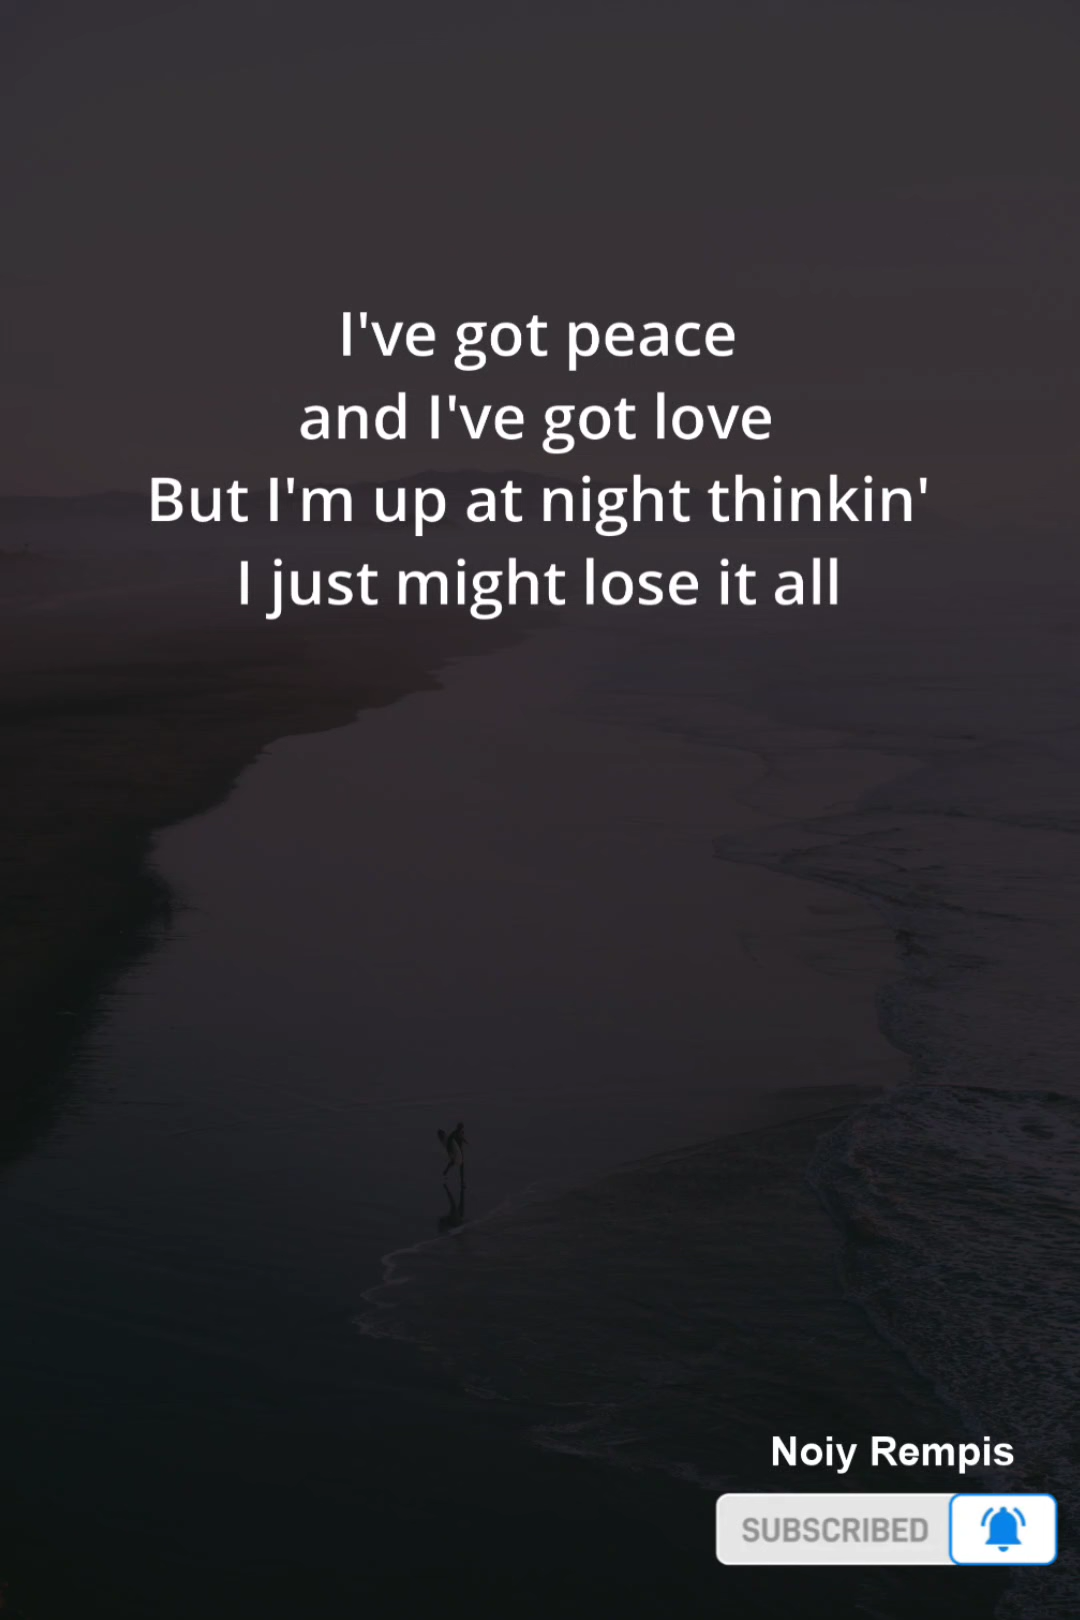 I've got peace
and I've got love
But I'm up at night thinkin'
I just might lose it all
Noiy Rempis
SUBSCRIBED